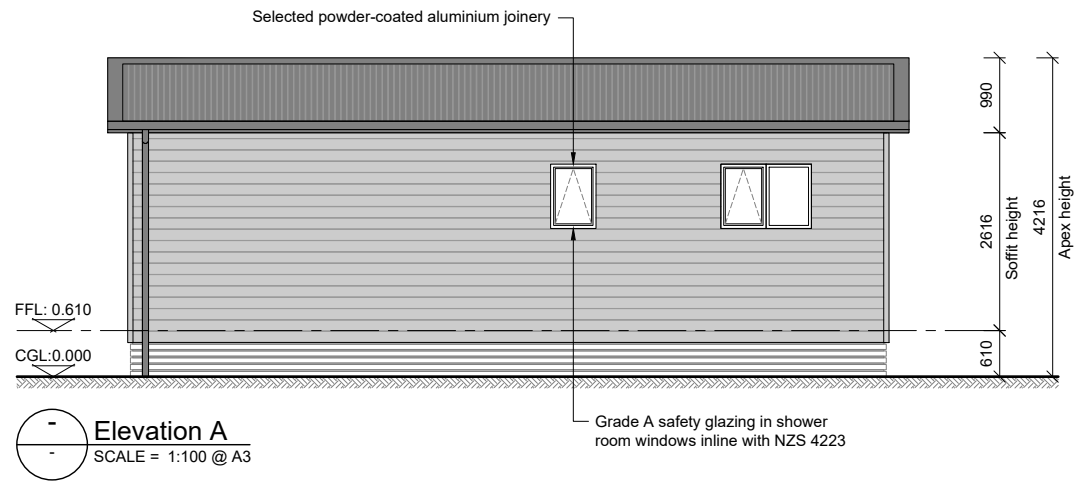 Selected powder-coated aluminium joinery
990
2616
Soffit height
4216
Apex height
610
FFL: 0.610
CGL:0.000
-
-
Elevation A
SCALE = 1:100 @ A3
Grade A safety glazing in shower
room windows inline with NZS 4223